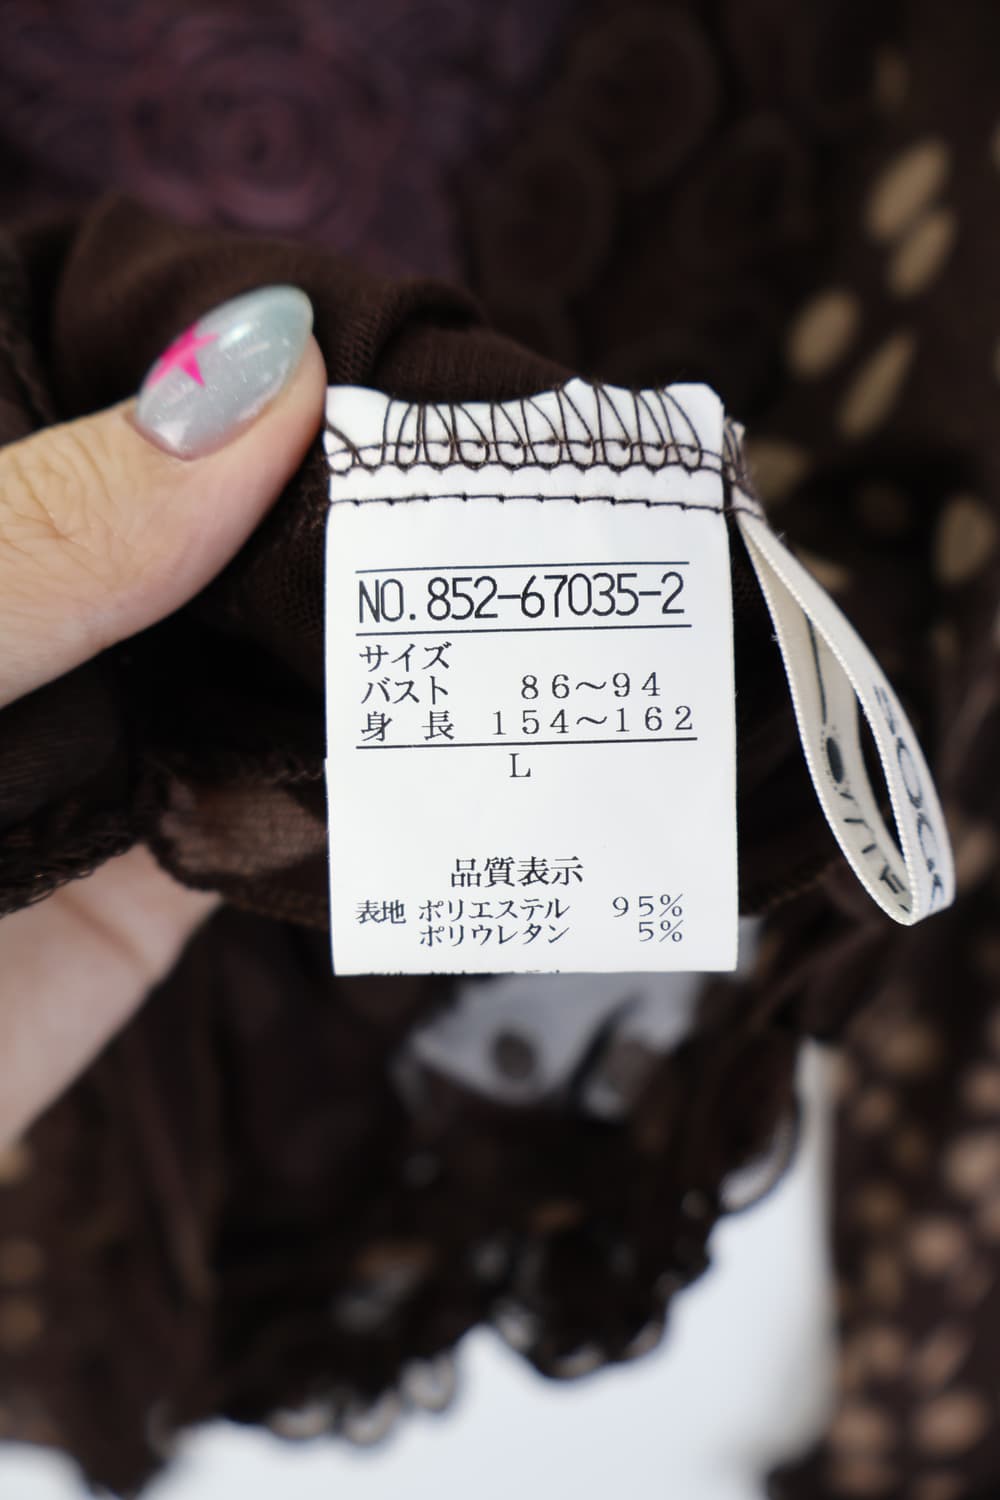 NO.852-67035-2
サイズ
バスト 86〜94
身 長 154〜162
L
品質表示
表地 ポリエステル 95%
ポリウレタン 5%